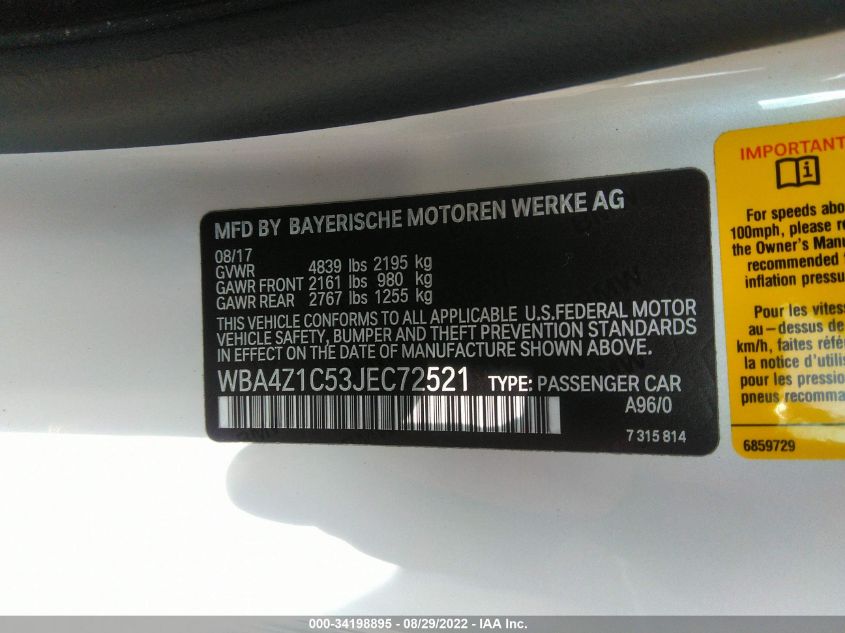 MFD BY BAYERISCHE MOTOREN WERKE AG
08/17
GVWR 4839 lbs 2195 kg
GAWR FRONT 2161 lbs 980 kg
GAWR REAR 2767 lbs 1255 kg
THIS VEHICLE CONFORMS TO ALL APPLICABLE U.S.FEDERAL MOTOR
VEHICLE SAFETY, BUMPER AND THEFT PREVENTION STANDARDS
IN EFFECT ON THE DATE OF MANUFACTURE SHOWN ABOVE.
WBA4Z1C53JEC72521 TYPE: PASSENGER CAR
A96/0
7 315 814
IMPORTANT
For speeds abo
100mph, please re
the Owner's Manu
recommended
inflation pressu
Pour les vitess
au-dessus de
km/h, faites référ
la notice d'utili
pour les pression
pneus recomma
6859729
000-34198895 - 08/29/2022 - IAA Inc.